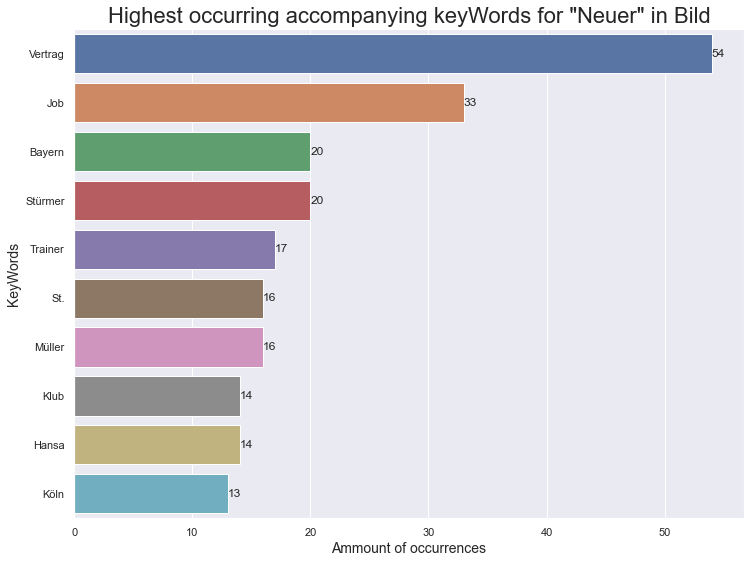 Highest occurring accompanying keyWords for "Neuer" in Bild
KeyWords
Vertrag 54
Job 33
Bayern 20
Stürmer 20
Trainer 17
St. 16
Müller 16
Klub 14
Hansa 14
Köln 13
0 10 20 30 40 50
Ammount of occurrences